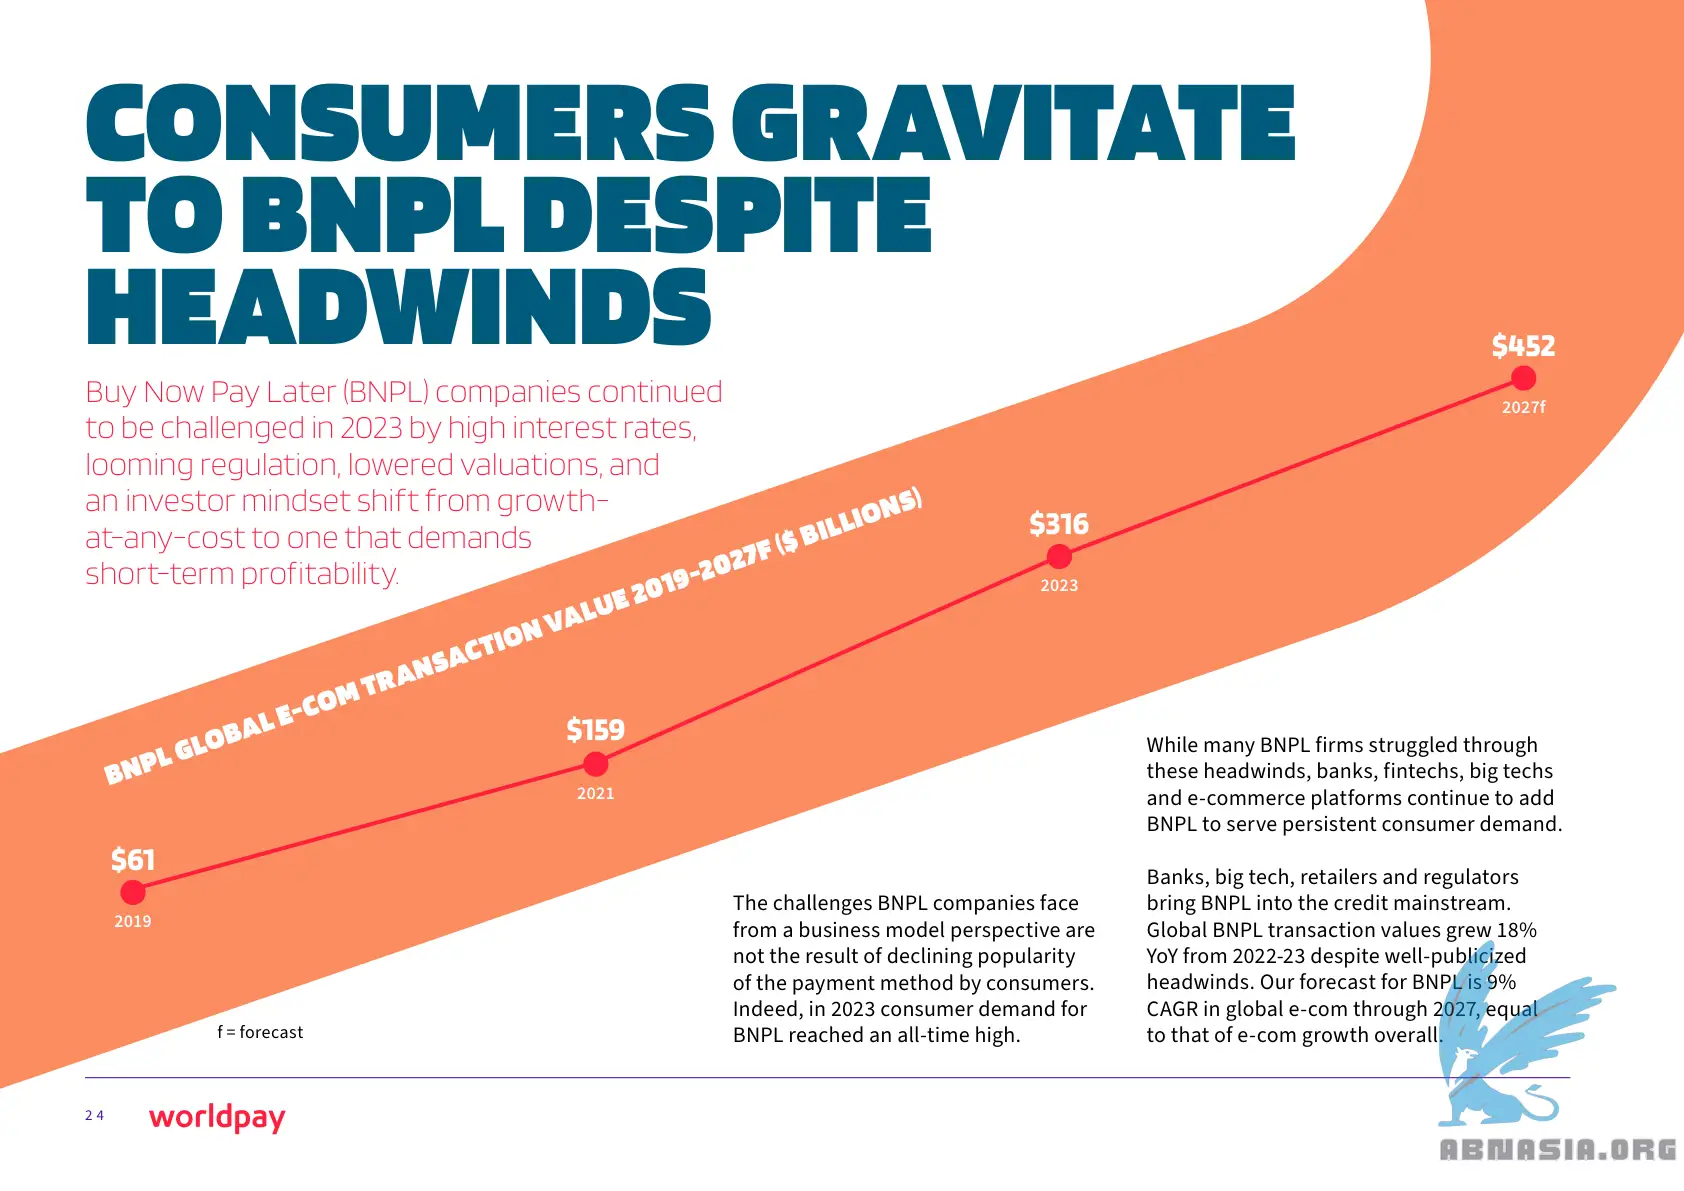 CONSUMERS GRAVITATE
TO BNPL DESPITE
HEADWINDS
Buy Now Pay Later (BNPL) companies continued
to be challenged in 2023 by high interest rates,
looming regulation, lowered valuations, and
an investor mindset shift from growth-
at-any-cost to one that demands
short-term profitability.
BNPL GLOBAL E-COM TRANSACTION VALUE 2019-2027F ($ BILLIONS)
$61
2019
$159
2021
$316
2023
$452
2027f
f = forecast
The challenges BNPL companies face
from a business model perspective are
not the result of declining popularity
of the payment method by consumers.
Indeed, in 2023 consumer demand for
BNPL reached an all-time high.
While many BNPL firms struggled through
these headwinds, banks, fintechs, big techs
and e-commerce platforms continue to add
BNPL to serve persistent consumer demand.
Banks, big tech, retailers and regulators
bring BNPL into the credit mainstream.
Global BNPL transaction values grew 18%
YoY from 2022-23 despite well-publicized
headwinds. Our forecast for BNPL is 9%
CAGR in global e-com through 2027, equal
to that of e-com growth overall.
24
worldpay
ABNASIA.ORG